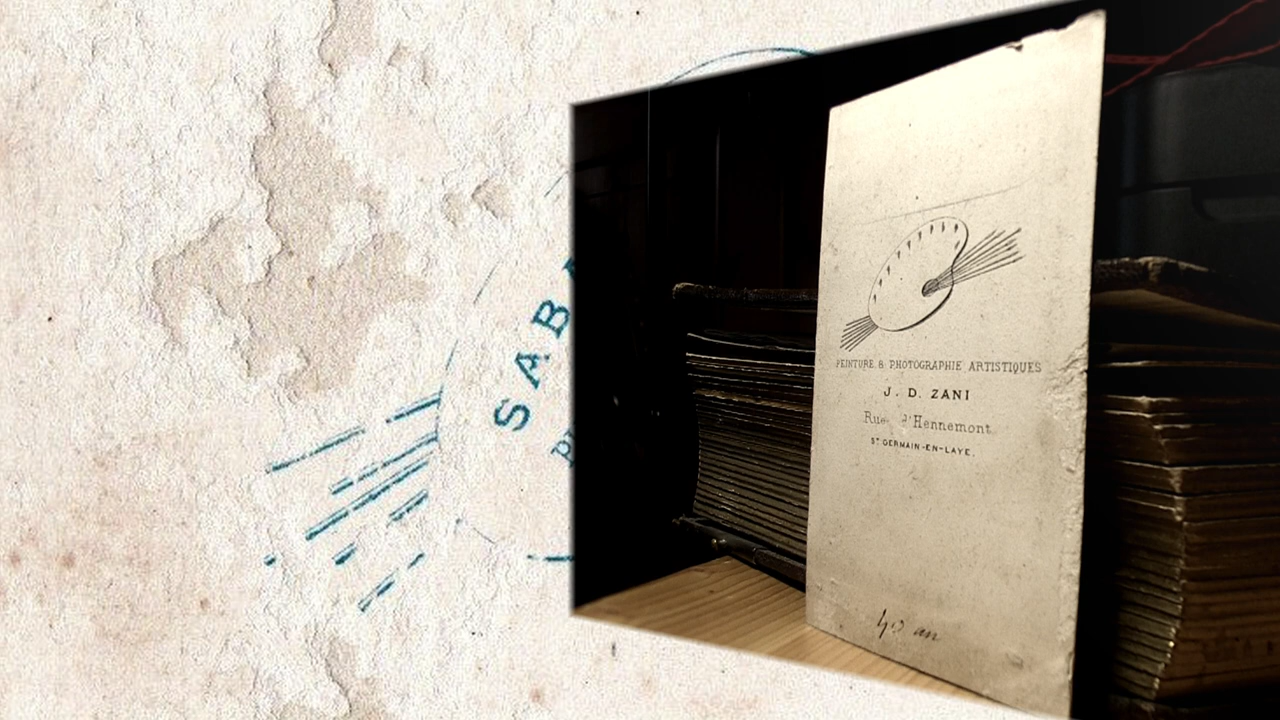 SAB
PEINTURE & PHOTOGRAPHIE ARTISTIQUES
J. D. ZANI
Rue d'Hennemont
ST GERMAIN-EN-LAYE.